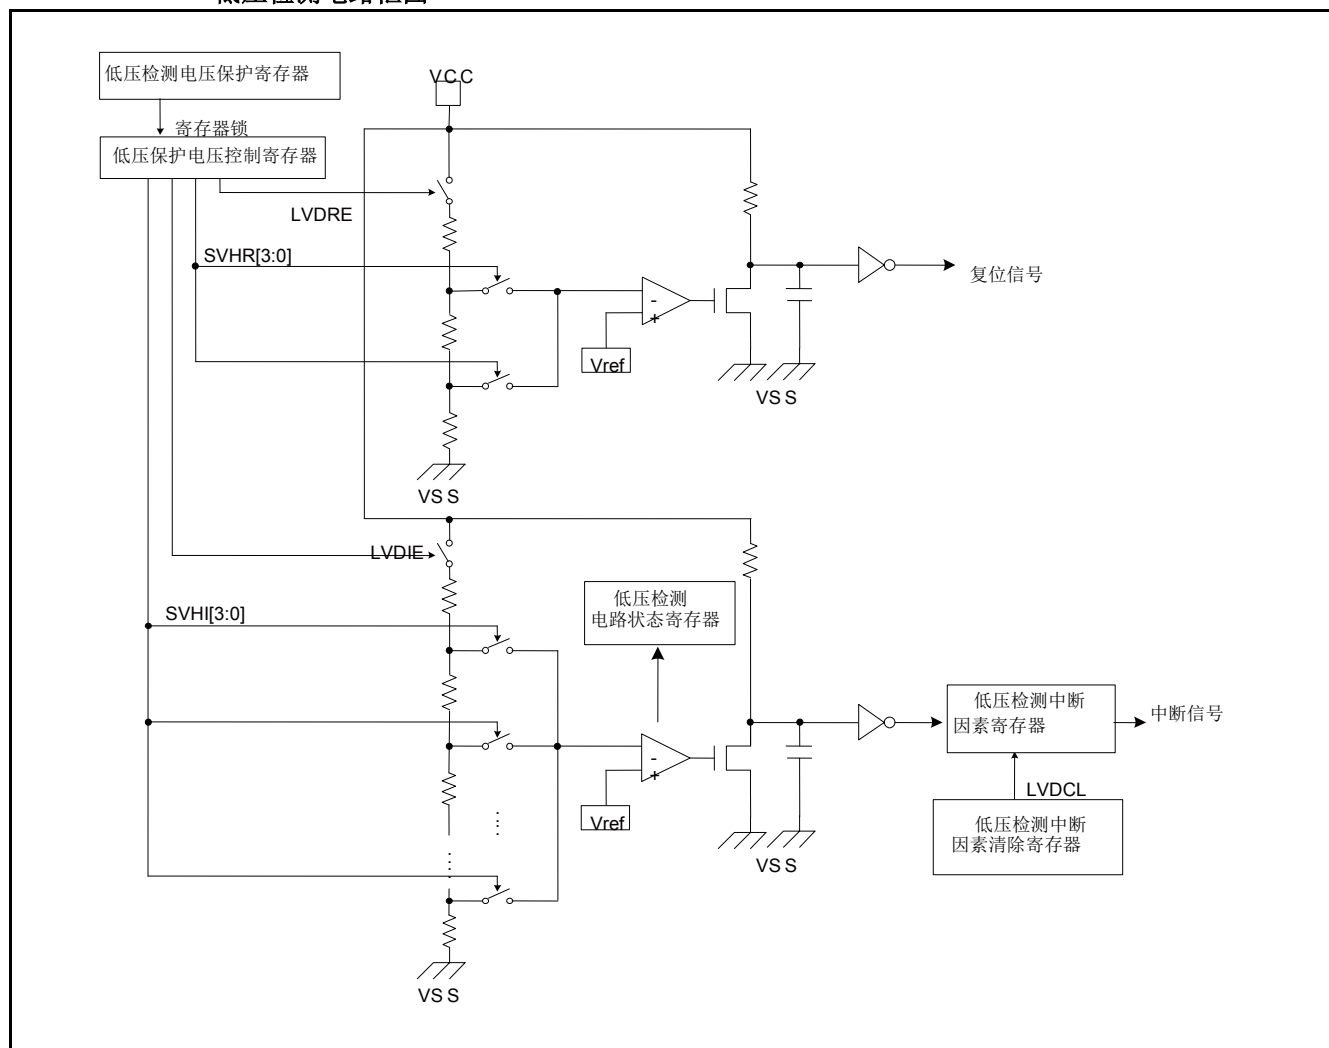 低压检测电压保护寄存器
寄存器锁
低压保护电压控制寄存器
VCC
LVDRE
SVHR[3:0]
-
+
Vref
复位信号
VSS
VSS
LVDIE
SVHI[3:0]
低压检测
电路状态寄存器
-
+
Vref
低压检测中断
因素寄存器
中断信号
LVDCL
低压检测中断
因素清除寄存器
VSS
VSS